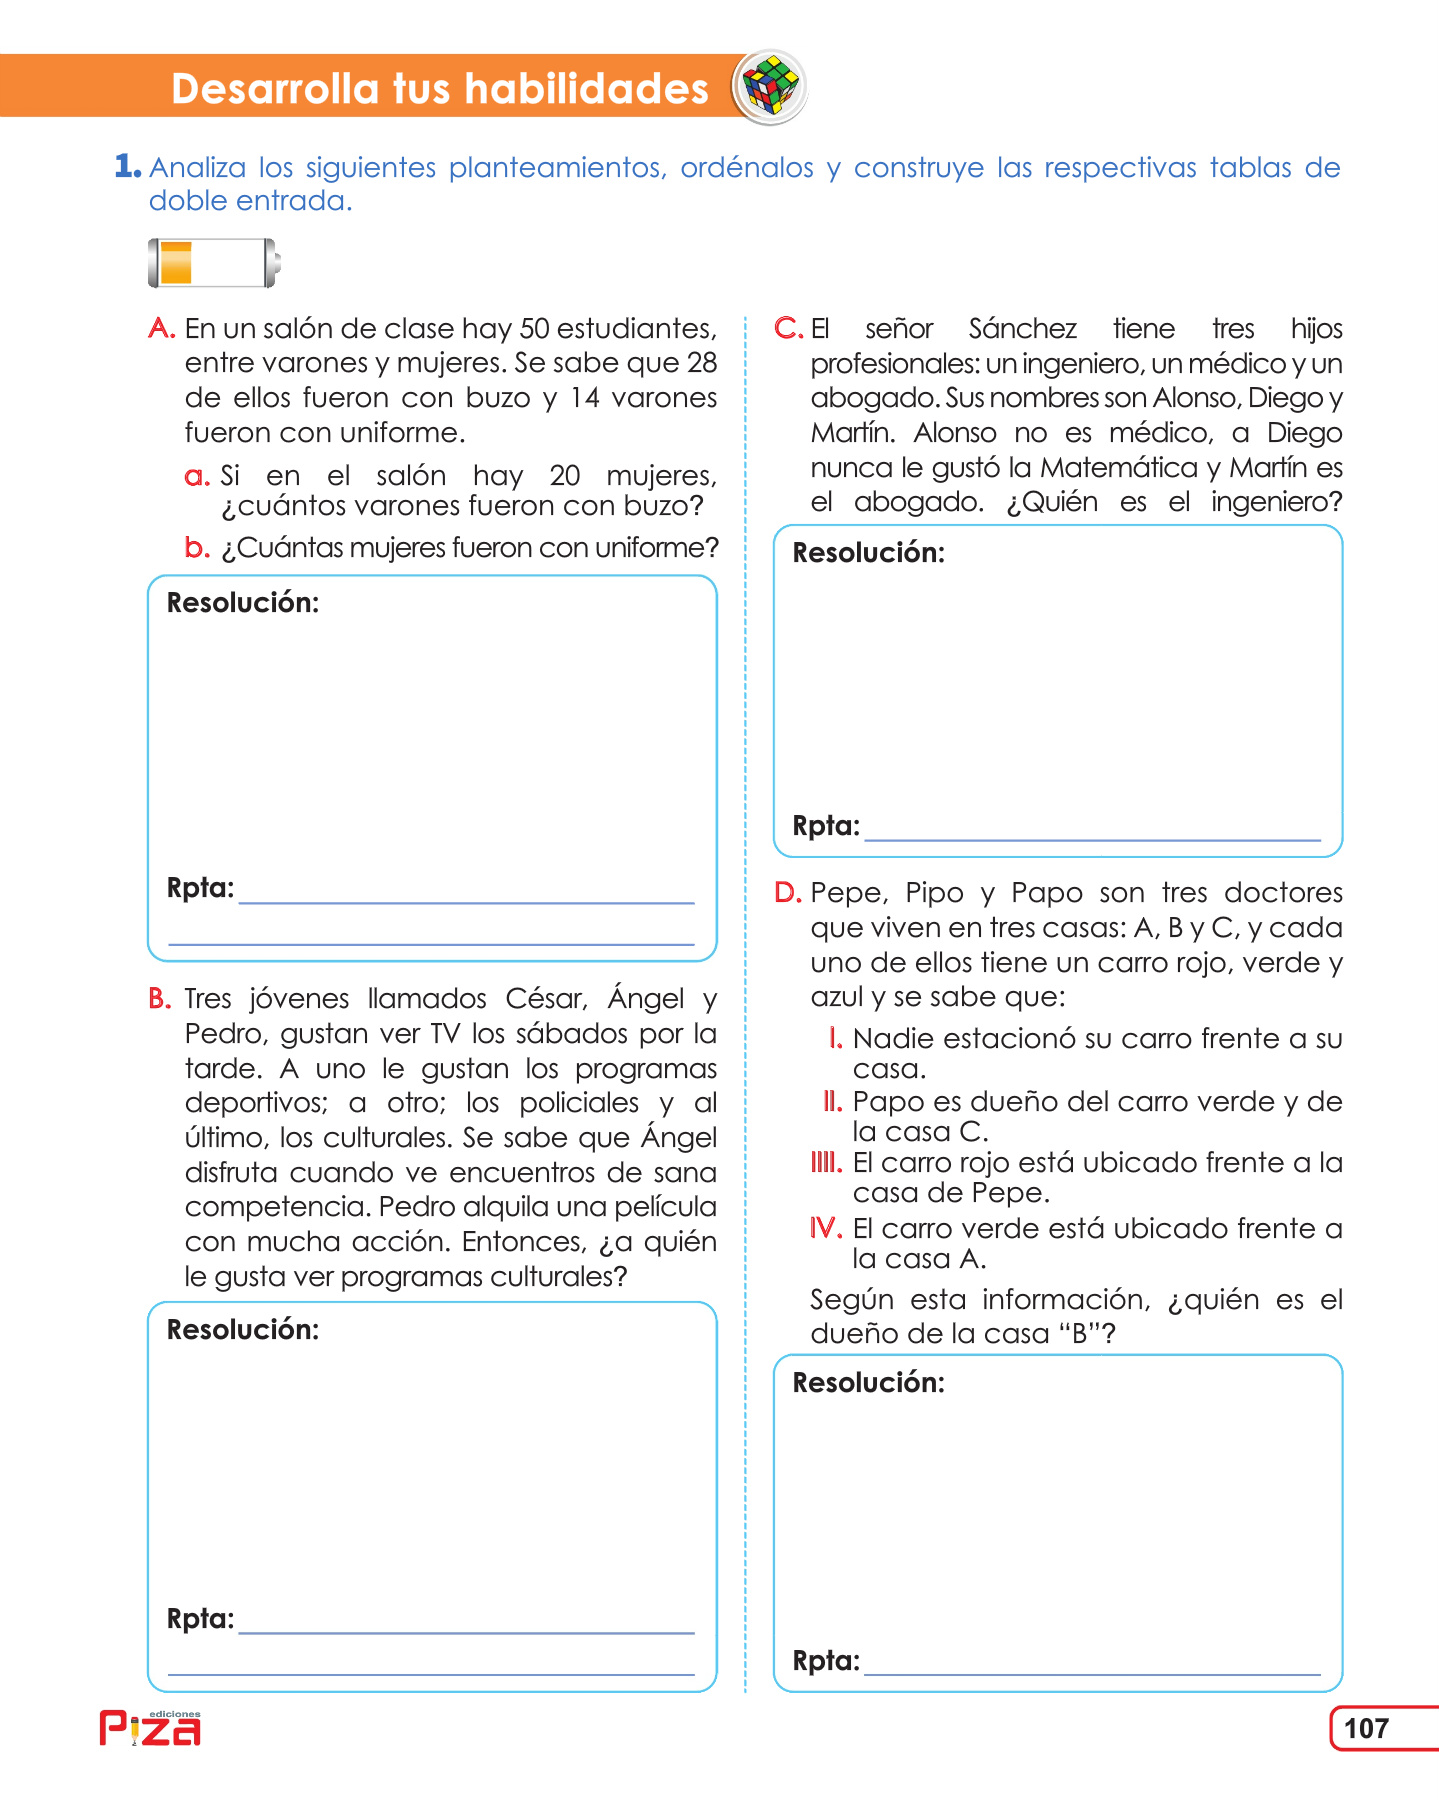 Desarrolla tus habilidades
1. Analiza los siguientes planteamientos, ordénalos y construye las respectivas tablas de
doble entrada.
A. En un salón de clase hay 50 estudiantes,
entre varones y mujeres. Se sabe que 28
de ellos fueron con buzo y 14 varones
fueron con uniforme.
a. Si en el salón hay 20 mujeres,
¿cuántos varones fueron con buzo?
b. ¿Cuántas mujeres fueron con uniforme?
Resolución:
Rpta:
B. Tres jóvenes llamados César, Ángel y
Pedro, gustan ver TV los sábados por la
tarde. A uno le gustan los programas
deportivos; a otro; los policiales y al
último, los culturales. Se sabe que Ángel
disfruta cuando ve encuentros de sana
competencia. Pedro alquila una película
con mucha acción. Entonces, ¿a quién
le gusta ver programas culturales?
Resolución:
Rpta:
C. El señor Sánchez tiene tres hijos
profesionales: un ingeniero, un médico y un
abogado. Sus nombres son Alonso, Diego y
Martín. Alonso no es médico, a Diego
nunca le gustó la Matemática y Martín es
el abogado. ¿Quién es el ingeniero?
Resolución:
Rpta:
D. Pepe, Pipo y Papo son tres doctores
que viven en tres casas: A, B y C, y cada
uno de ellos tiene un carro rojo, verde y
azul y se sabe que:
I. Nadie estacionó su carro frente a su
casa.
II. Papo es dueño del carro verde y de
la casa C.
IIII. El carro rojo está ubicado frente a la
casa de Pepe.
IV. El carro verde está ubicado frente a
la casa A.
Según esta información, ¿quién es el
dueño de la casa “B”?
Resolución:
Rpta:
ediciones
Piza
107